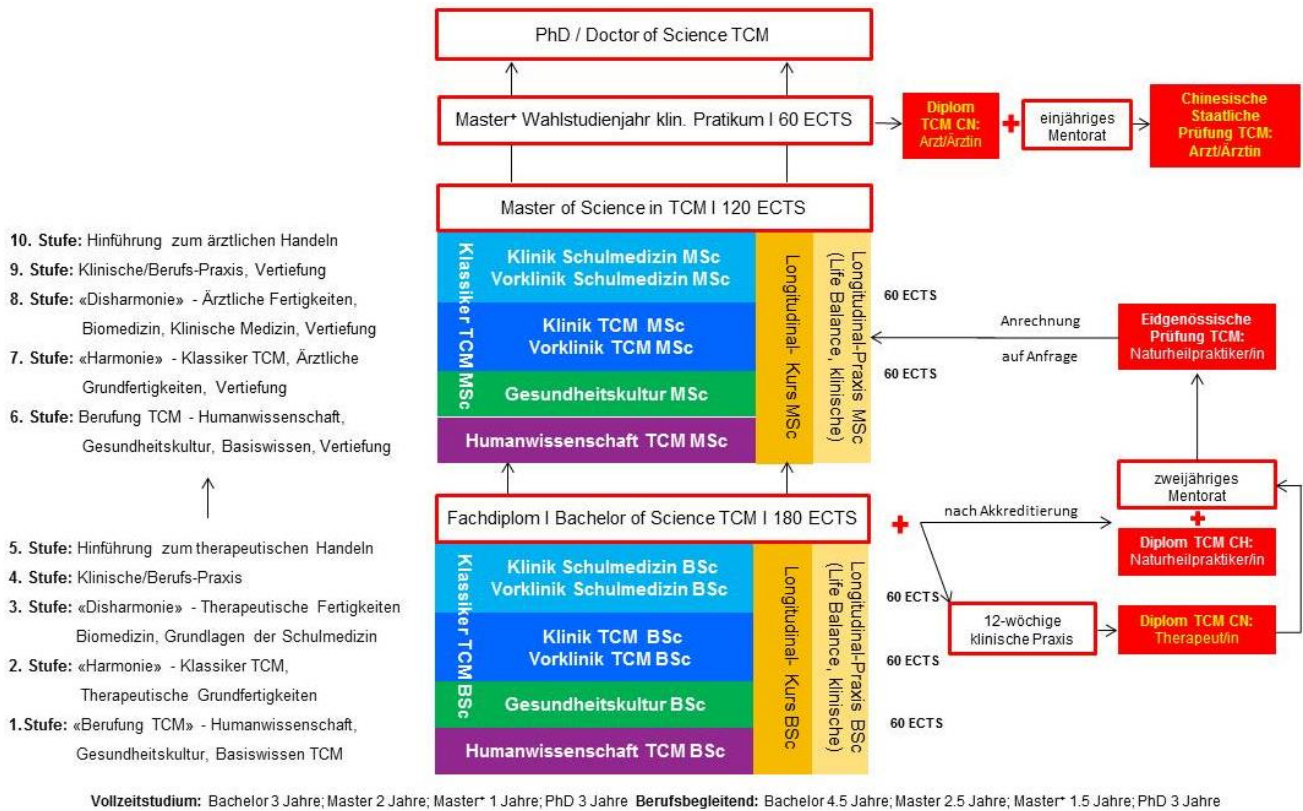 PhD / Doctor of Science TCM
Master⁺ Wahlstudienjahr klin. Pratikum I 60 ECTS
Diplom
TCM CN:
Arzt/Ärztin
+
einjähriges
Mentorat
Chinesische
Staatliche
Prüfung TCM:
Arzt/Ärztin
Master of Science in TCM I 120 ECTS
10. Stufe: Hinführung zum ärztlichen Handeln
9. Stufe: Klinische/Berufs-Praxis, Vertiefung
8. Stufe: «Disharmonie» - Ärztliche Fertigkeiten,
Biomedizin, Klinische Medizin, Vertiefung
7. Stufe: «Harmonie» - Klassiker TCM, Ärztliche
Grundfertigkeiten, Vertiefung
6. Stufe: Berufung TCM - Humanwissenschaft,
Gesundheitskultur, Basiswissen, Vertiefung
Klassiker TCM MSc
Klinik Schulmedizin MSc
Vorklinik Schulmedizin MSc
Klinik TCM MSc
Vorklinik TCM MSc
Gesundheitskultur MSc
Humanwissenschaft TCM MSc
Longitudinal- Kurs MSc
Longitudinal-Praxis MSc
(Life Balance, klinische)
60 ECTS
60 ECTS
Anrechnung
auf Anfrage
Eidgenössische
Prüfung TCM:
Naturheilpraktiker/in
zweijähriges
Mentorat
+
Diplom TCM CH:
Naturheilpraktiker/in
Fachdiplom I Bachelor of Science TCM I 180 ECTS
+
nach Akkreditierung
12-wöchige
klinische Praxis
Diplom TCM CN:
Therapeut/in
5. Stufe: Hinführung zum therapeutischen Handeln
4. Stufe: Klinische/Berufs-Praxis
3. Stufe: «Disharmonie» - Therapeutische Fertigkeiten
Biomedizin, Grundlagen der Schulmedizin
2. Stufe: «Harmonie» - Klassiker TCM,
Therapeutische Grundfertigkeiten
1.Stufe: «Berufung TCM» - Humanwissenschaft,
Gesundheitskultur, Basiswissen TCM
Klassiker TCM BSc
Klinik Schulmedizin BSc
Vorklinik Schulmedizin BSc
Klinik TCM BSc
Vorklinik TCM BSc
Gesundheitskultur BSc
Humanwissenschaft TCM BSc
Longitudinal- Kurs BSc
Longitudinal-Praxis BSc
(Life Balance, klinische)
60 ECTS
60 ECTS
60 ECTS
Vollzeitstudium: Bachelor 3 Jahre; Master 2 Jahre; Master⁺ 1 Jahre; PhD 3 Jahre Berufsbegleitend: Bachelor 4.5 Jahre; Master 2.5 Jahre; Master⁺ 1.5 Jahre; PhD 3 Jahre